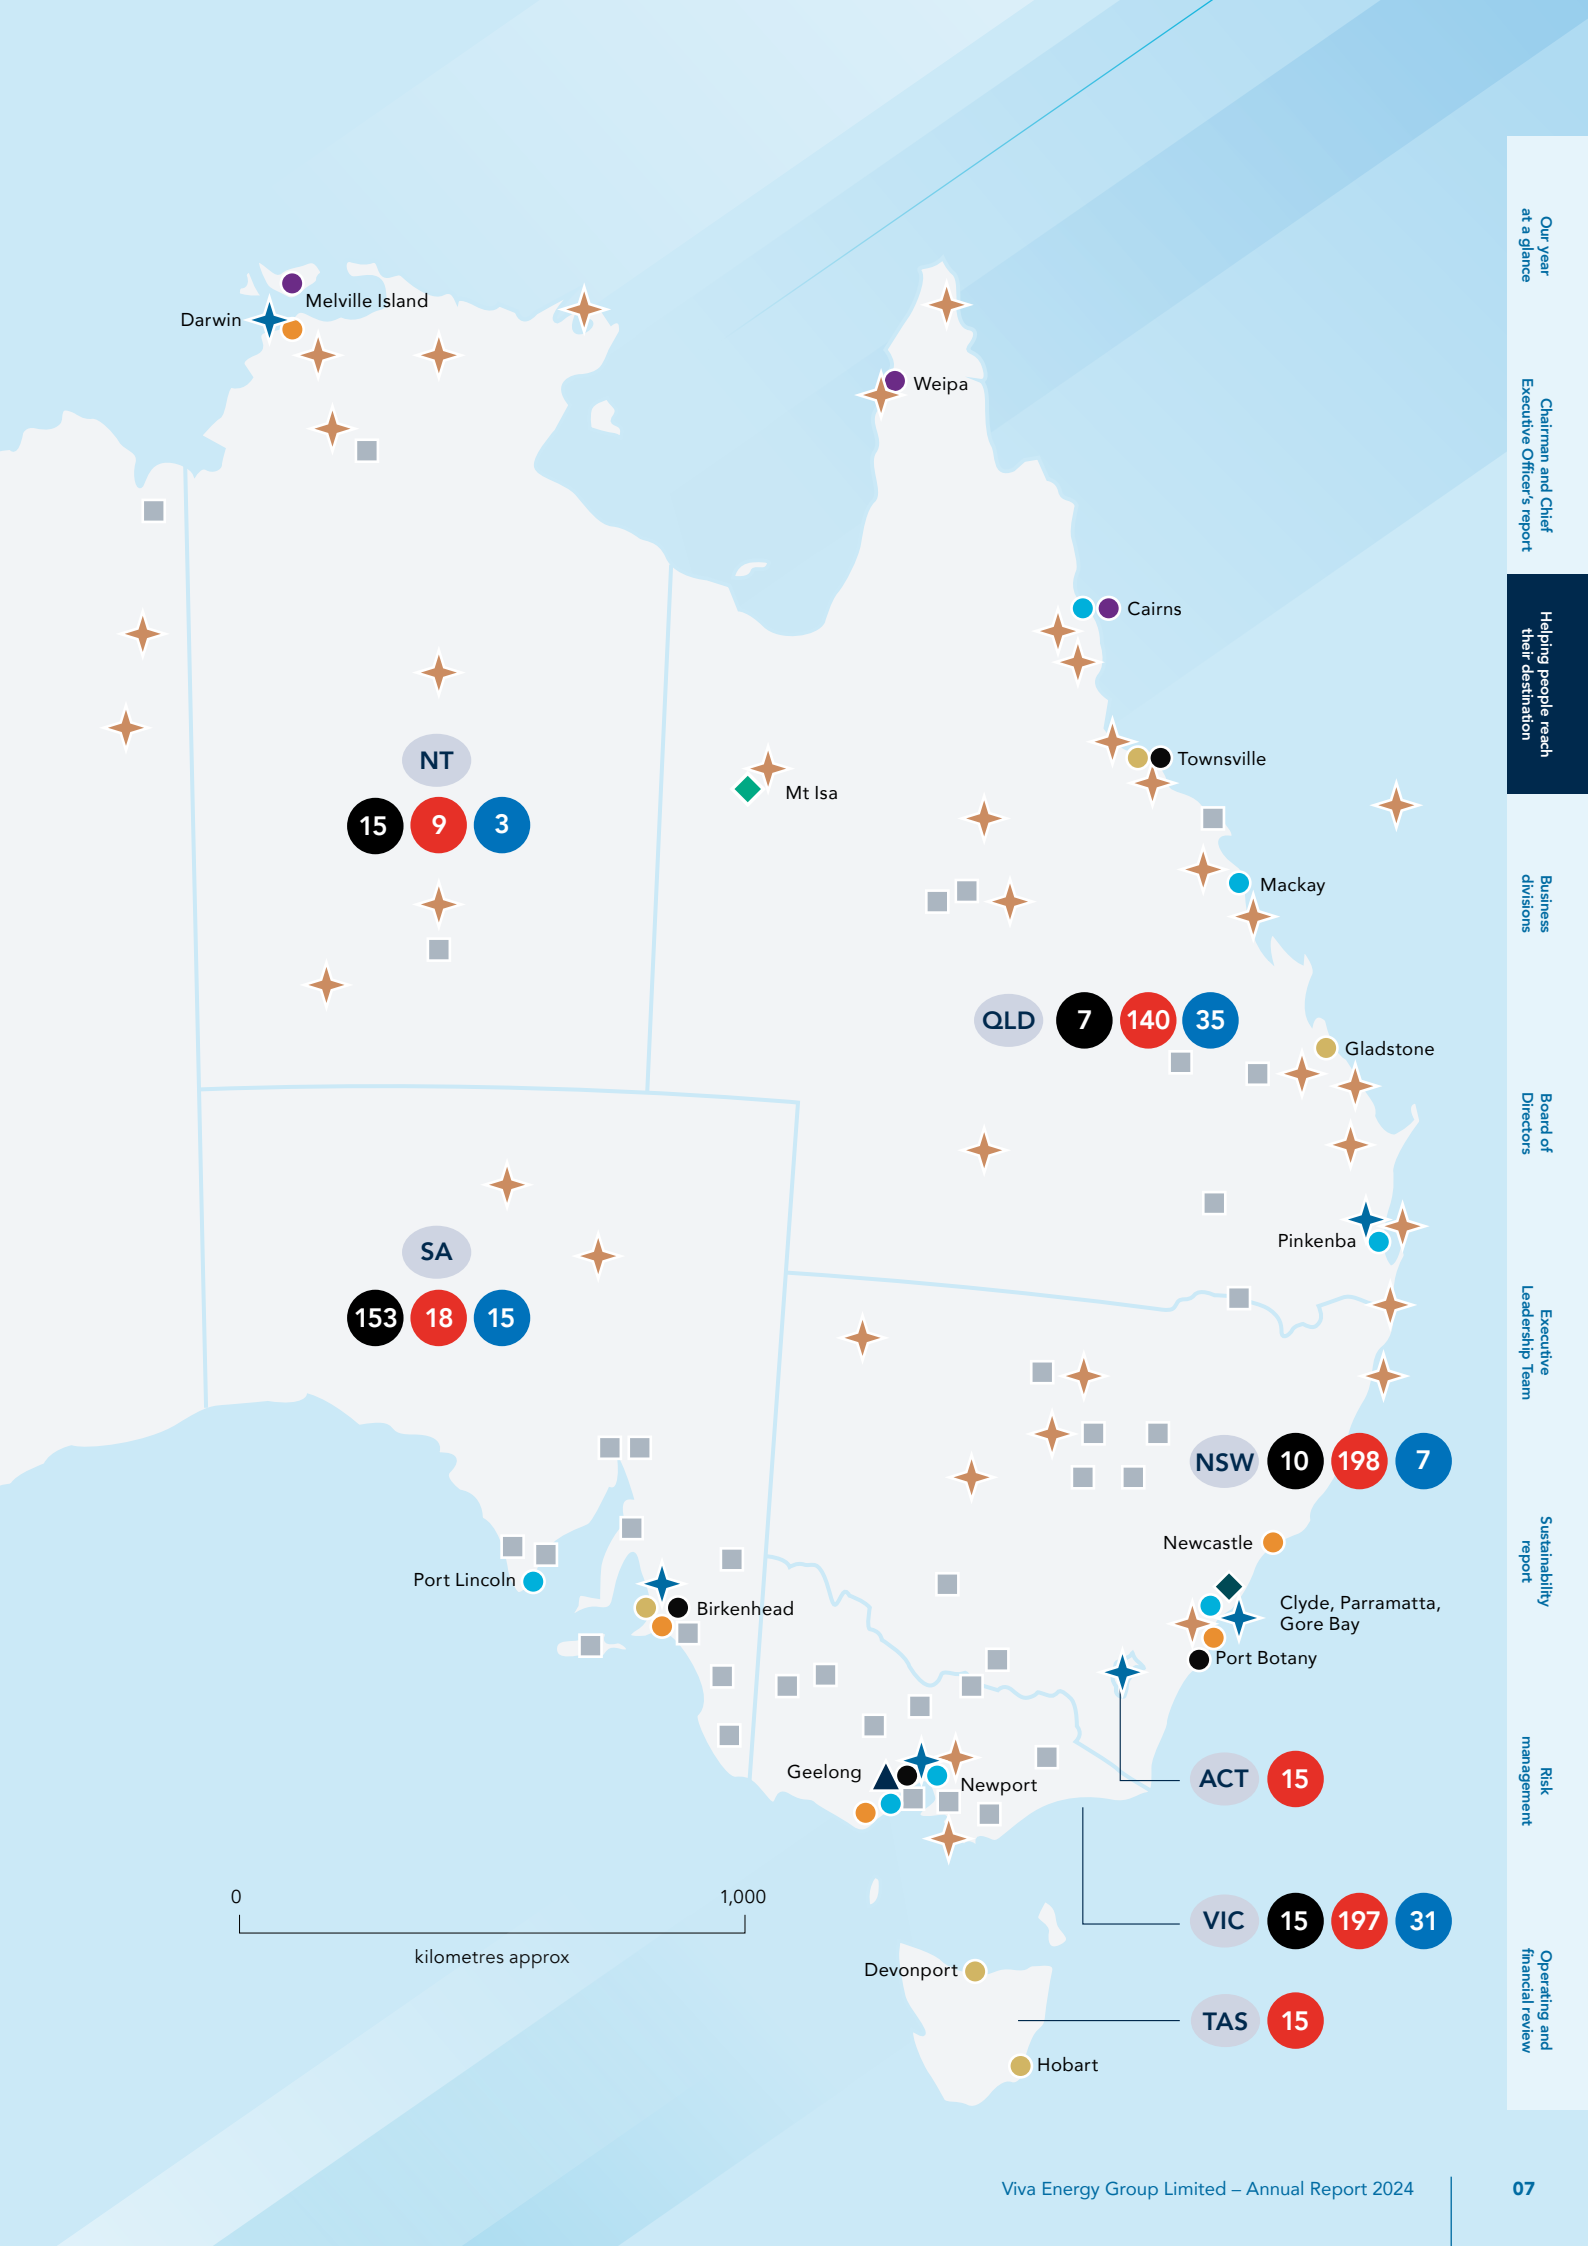 Melville Island
Darwin
Weipa
Cairns
NT
15 9 3
Townsville
Mt Isa
Mackay
QLD 7 140 35
Gladstone
SA
153 18 15
Pinkenba
NSW 10 198 7
Newcastle
Port Lincoln
Birkenhead
Clyde, Parramatta,
Gore Bay
Port Botany
Geelong
Newport
ACT 15
0 1,000
kilometres approx
VIC 15 197 31
Devonport
TAS 15
Hobart
Our year
at a glance
Chairman and Chief
Executive Officer's report
Helping people reach
their destination
Business
divisions
Board of
Directors
Executive
Leadership Team
Sustainability
report
Risk
management
Operating and
financial review
Viva Energy Group Limited – Annual Report 2024 07